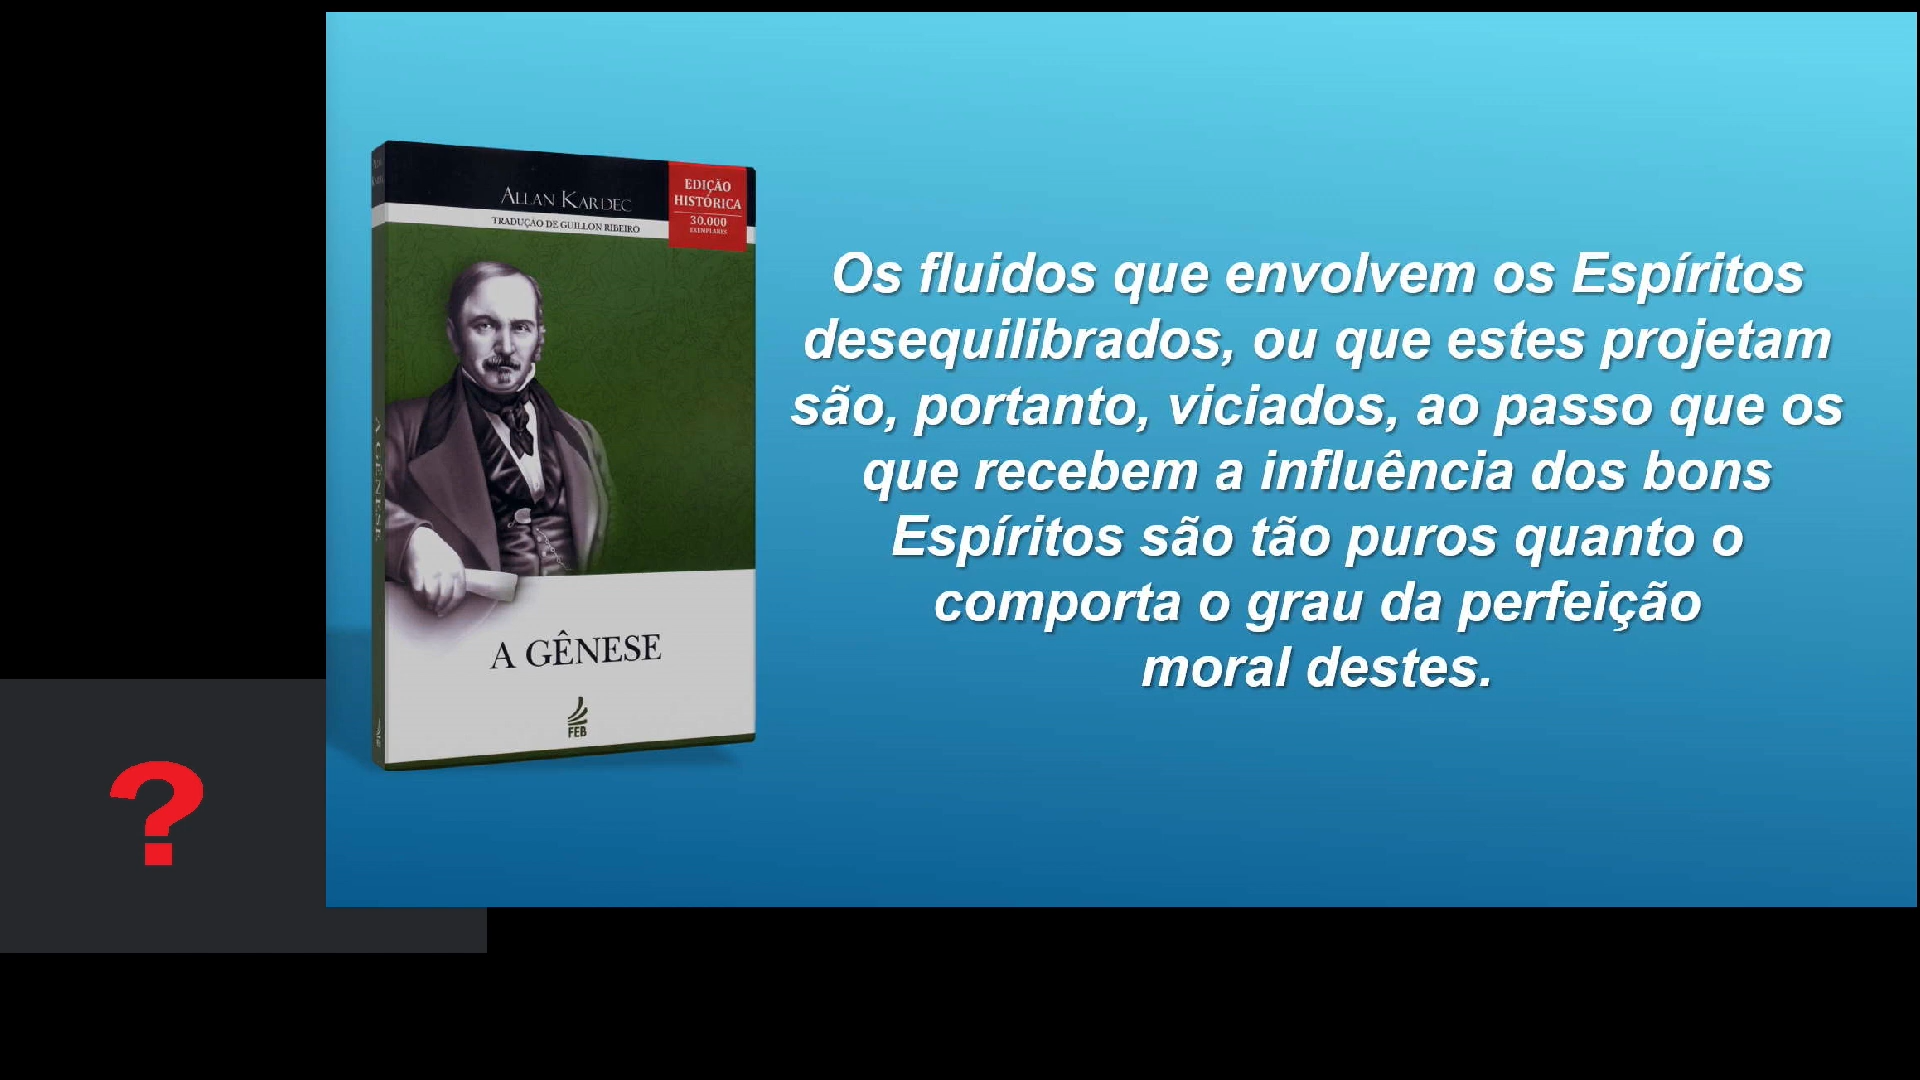 ALLAN KARDEC
TRADUÇÃO DE GUILLON RIBEIRO
EDIÇÃO
HISTÓRICA
30.000
EXEMPLARES
A GÊNESE
FEB
A GÊNESE
Os fluidos que envolvem os Espíritos
desequilibrados, ou que estes projetam
são, portanto, viciados, ao passo que os
que recebem a influência dos bons
Espíritos são tão puros quanto o
comporta o grau da perfeição
moral destes.
?